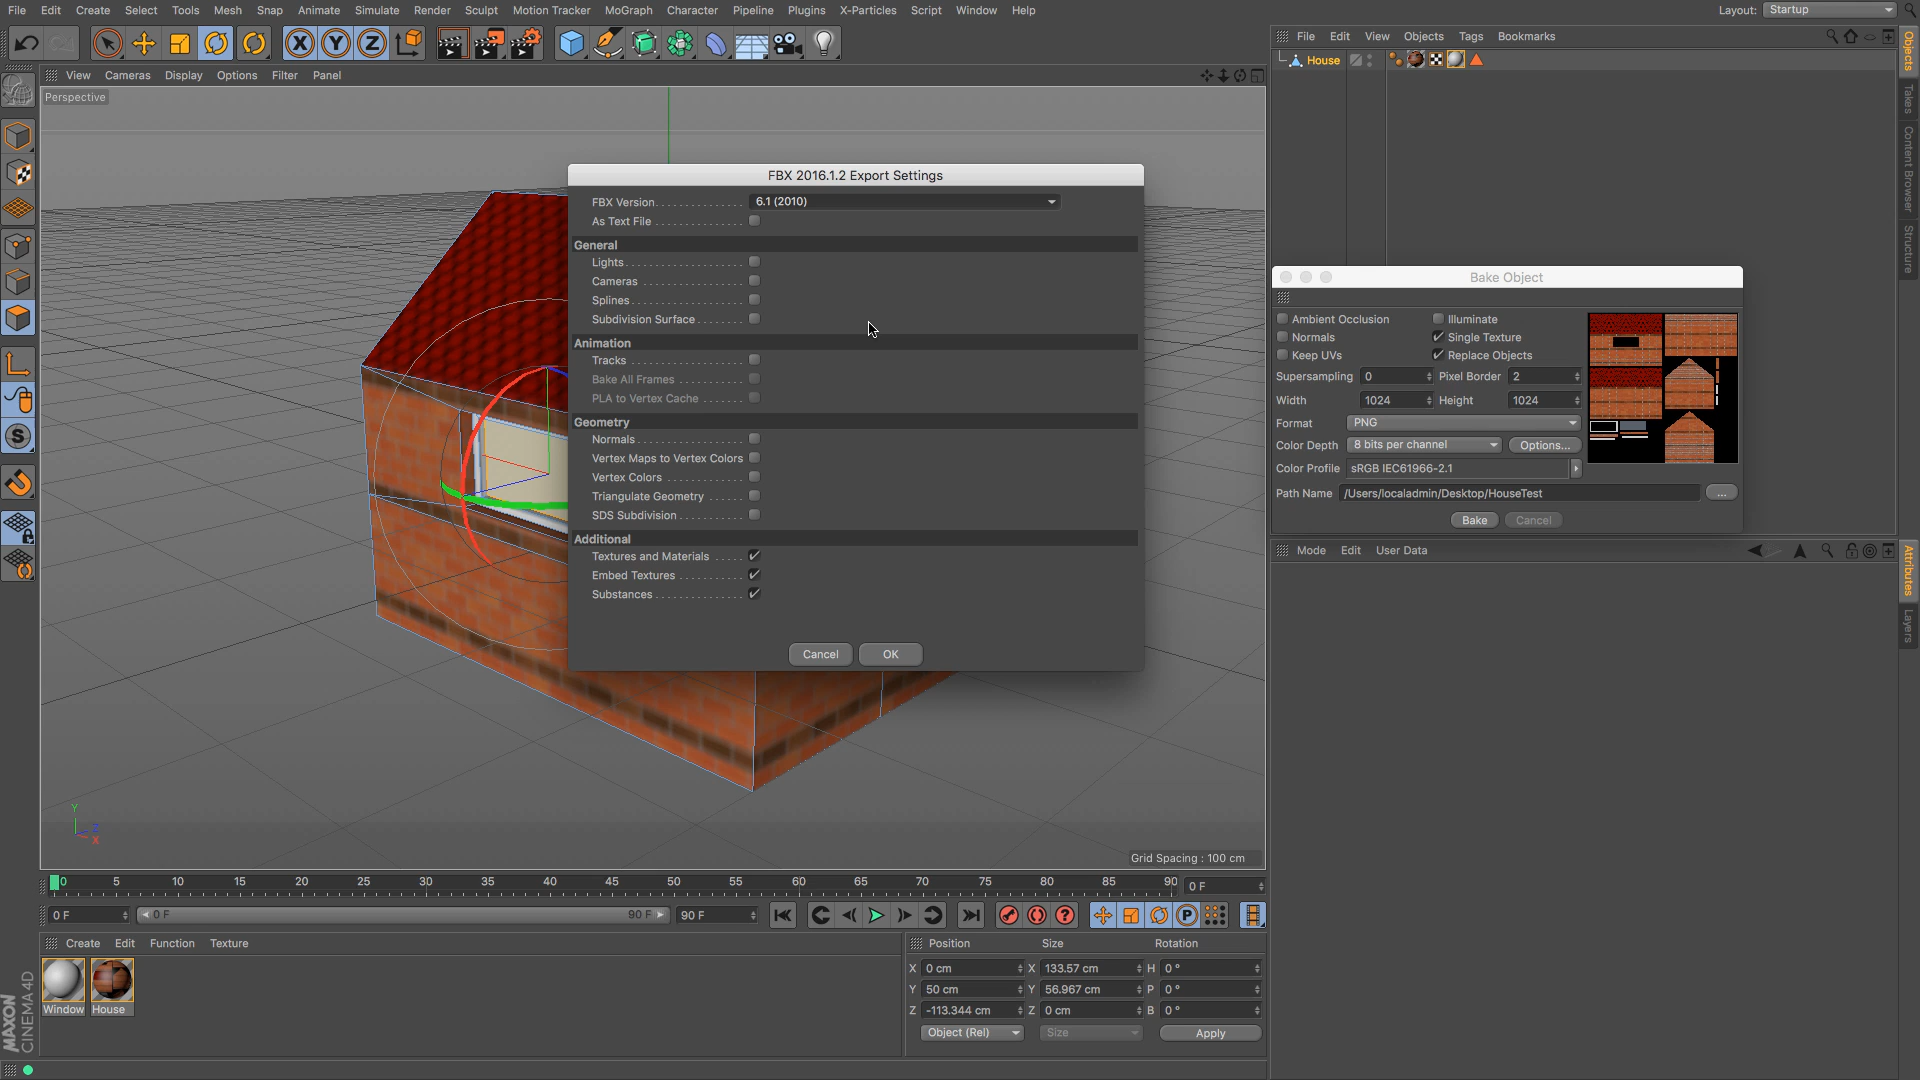 File Edit Create Select Tools Mesh Snap Animate Simulate Render Sculpt Motion Tracker MoGraph Character Pipeline Plugins X-Particles Script Window Help Layout: Startup
File Edit View Objects Tags Bookmarks
House
View Cameras Display Options Filter Panel
Perspective
FBX 2016.1.2 Export Settings
FBX Version 6.1 (2010)
As Text File
General
Lights
Cameras
Splines
Subdivision Surface
Animation
Tracks
Bake All Frames
PLA to Vertex Cache
Geometry
Normals
Vertex Maps to Vertex Colors
Vertex Colors
Triangulate Geometry
SDS Subdivision
Additional
Textures and Materials
Embed Textures
Substances
Cancel OK
Bake Object
Ambient Occlusion Illuminate
Normals Single Texture
Keep UVs Replace Objects
Supersampling 0 Pixel Border 2
Width 1024 Height 1024
Format PNG
Color Depth 8 bits per channel Options...
Color Profile sRGB IEC61966-2.1
Path Name /Users/localadmin/Desktop/HouseTest ...
Bake Cancel
Mode Edit User Data
Objects
Takes
Content Browser
Structure
Attributes
Layers
X Y Z
S
Y
Z
X
Grid Spacing : 100 cm
0 5 10 15 20 25 30 35 40 45 50 55 60 65 70 75 80 85 90 0 F
0 F 0 F 90 F 90 F
P
Create Edit Function Texture
Window House
Position Size Rotation
X 0 cm X 133.57 cm H 0 °
Y 50 cm Y 56.967 cm P 0 °
Z -113.344 cm Z 0 cm B 0 °
Object (Rel) Size Apply
MAXON
CINEMA 4D